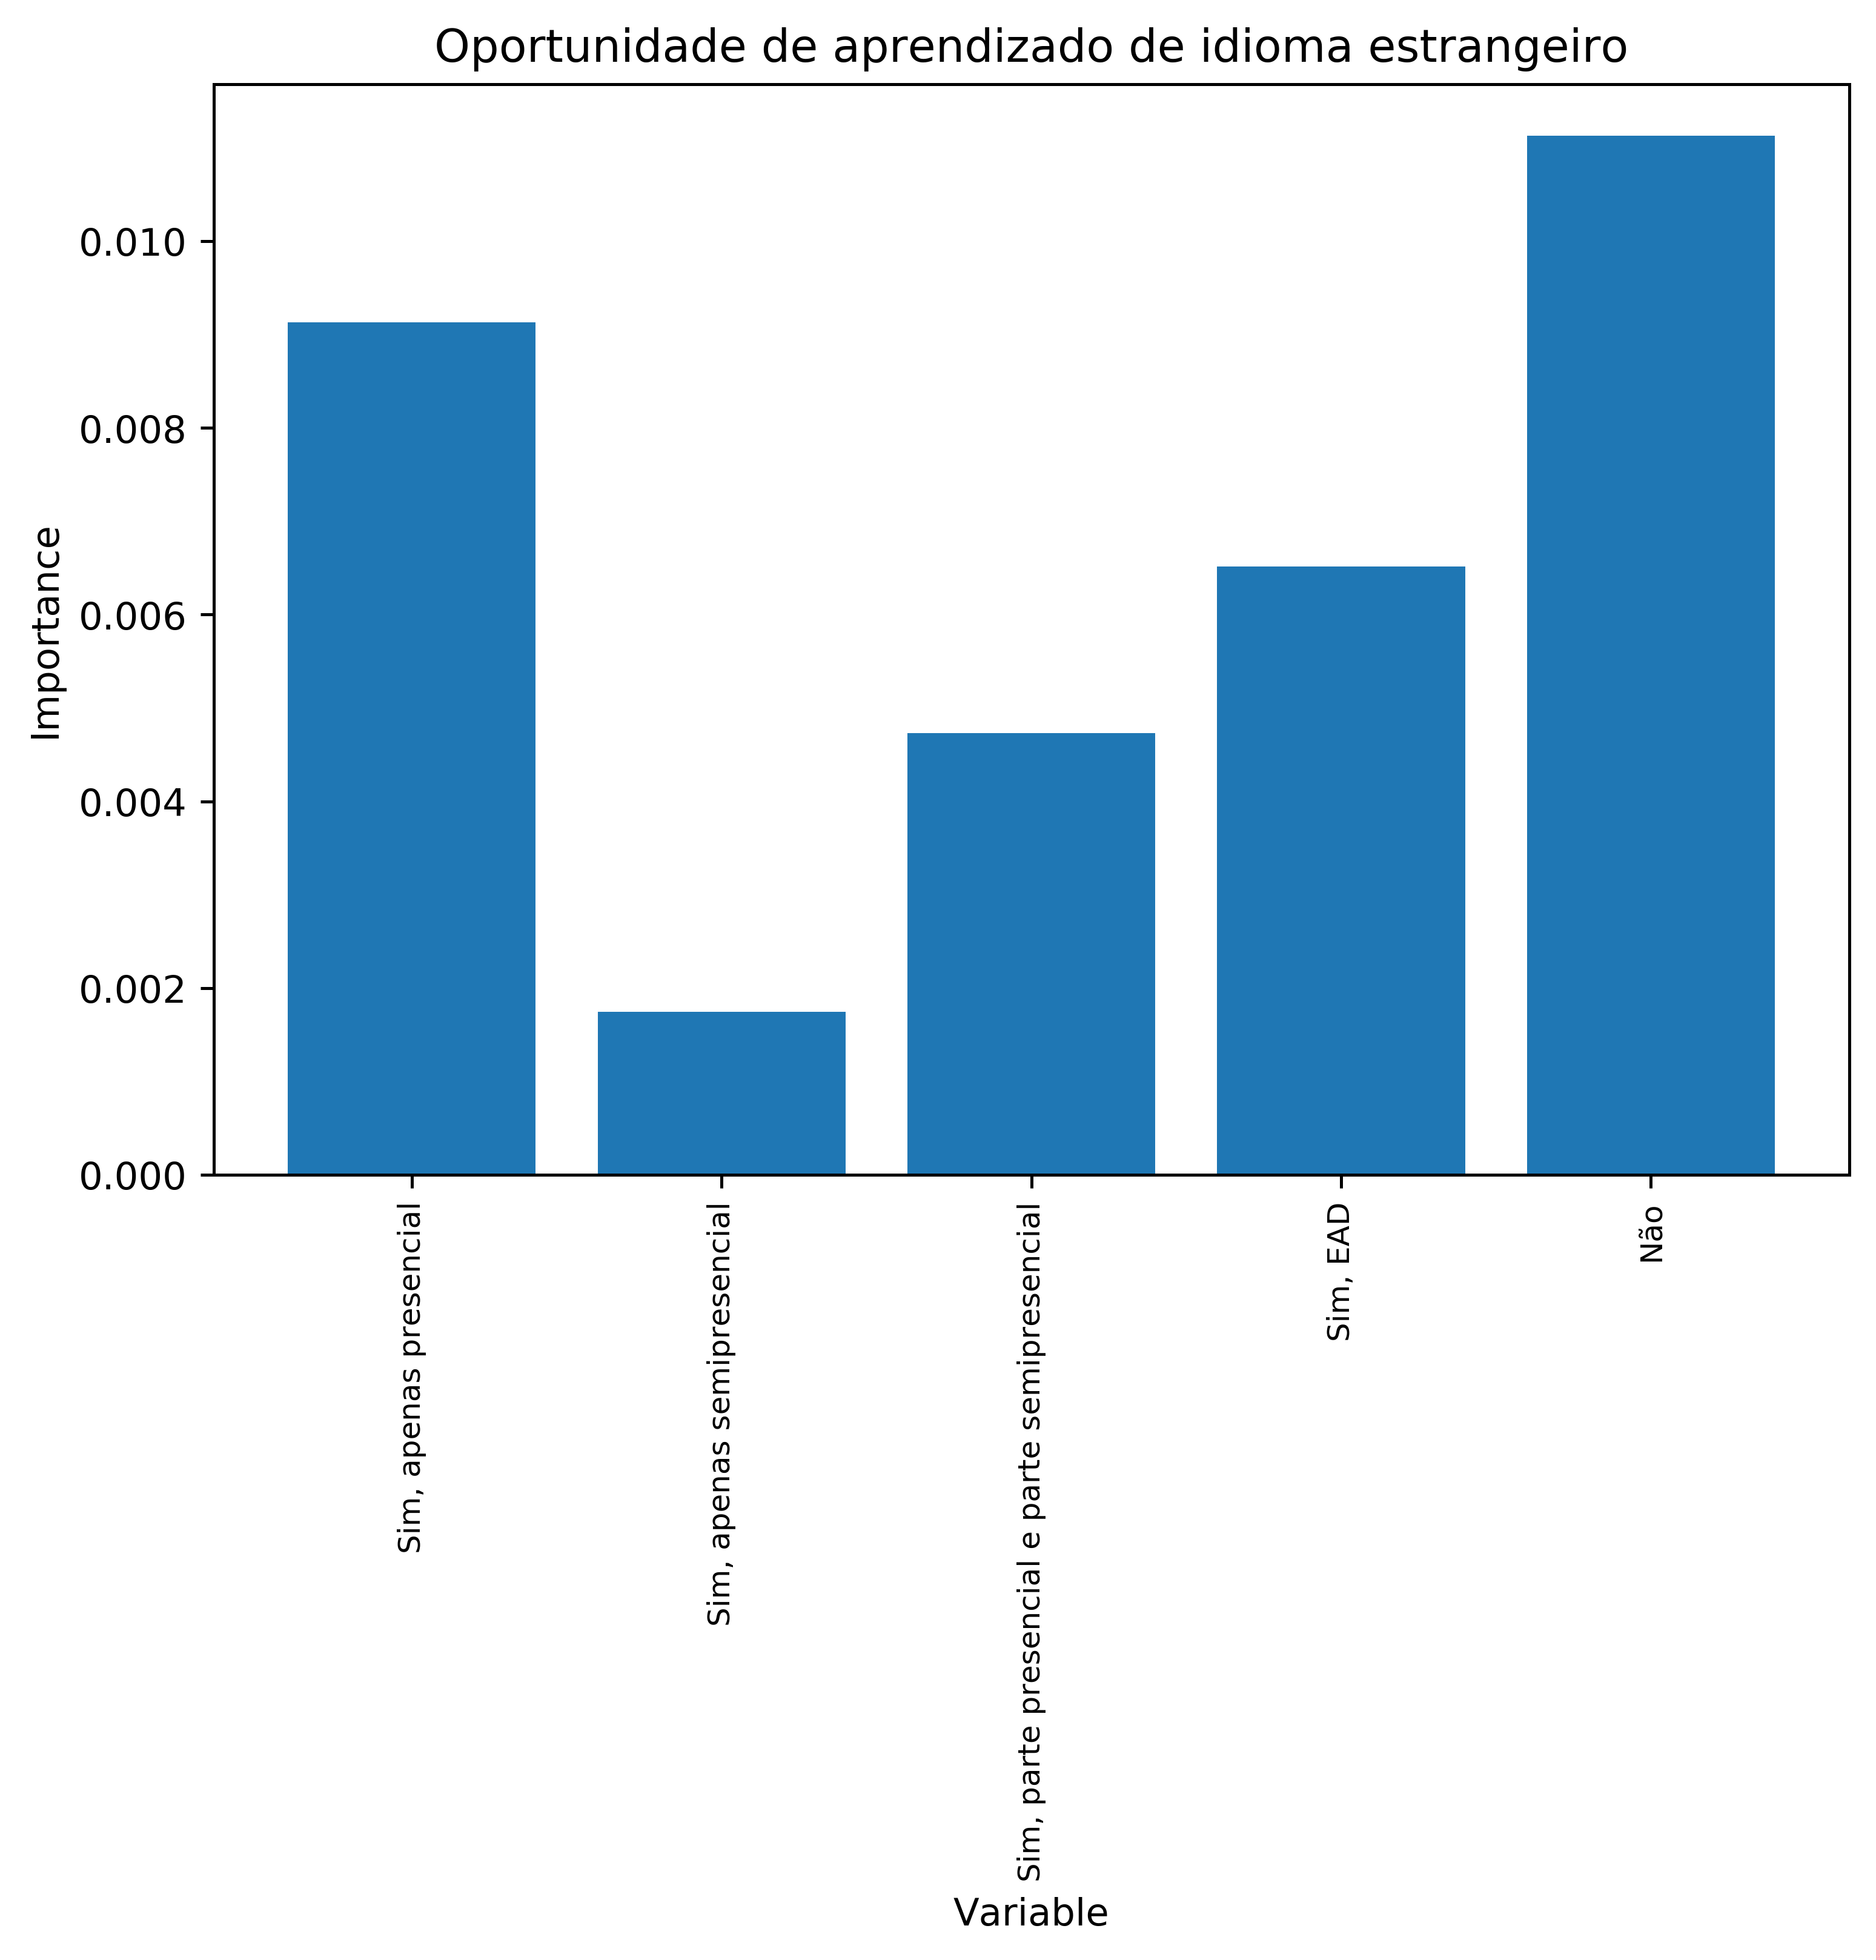 Oportunidade de aprendizado de idioma estrangeiro
Importance
0.010
0.008
0.006
0.004
0.002
0.000
Sim, apenas presencial
Sim, apenas semipresencial
Sim, parte presencial e parte semipresencial
Sim, EAD
Não
Variable